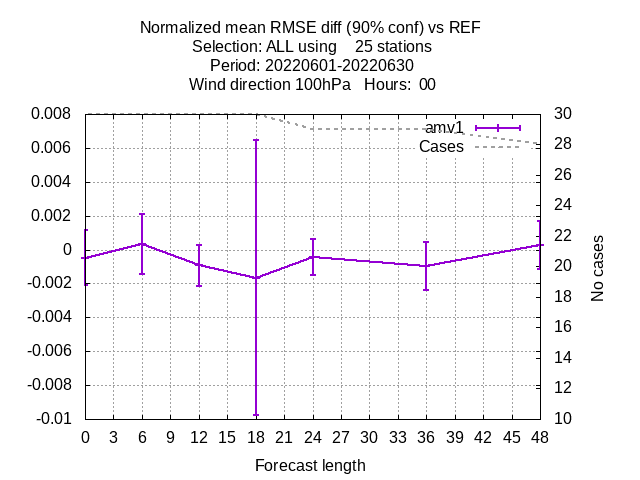 Normalized mean RMSE diff (90% conf) vs REF
Selection: ALL using    25 stations
Period: 20220601-20220630
Wind direction 100hPa   Hours:  00
0.008
0.006
0.004
0.002
0
-0.002
-0.004
-0.006
-0.008
-0.01
30
28
26
24
22
20
18
16
14
12
10
amv1
Cases
No cases
0 3 6 9 12 15 18 21 24 27 30 33 36 39 42 45 48
Forecast length